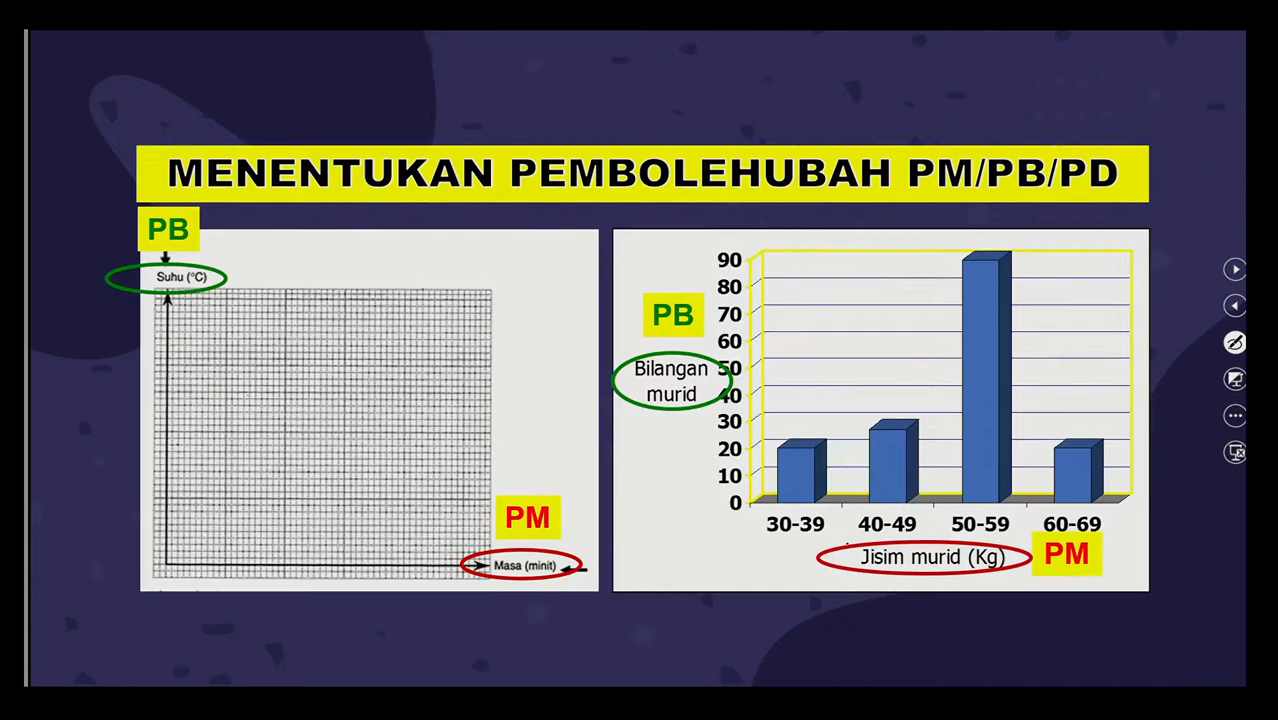 MENENTUKAN PEMBOLEHUBAH PM/PB/PD
PB
Suhu (°C)
PM
Masa (minit)
PB
Bilangan
murid
90
80
70
60
50
40
30
20
10
0
30-39 40-49 50-59 60-69
Jisim murid (Kg)
PM